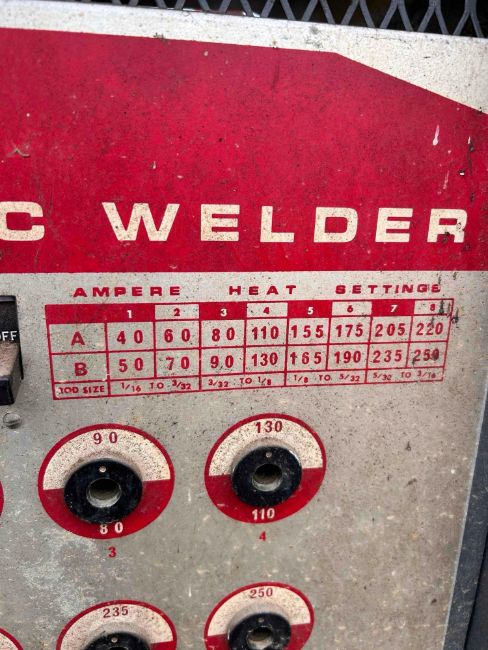 C WELDER
AMPERE HEAT SETTINGS
1 2 3 4 5 6 7 8
OFF
A 40 60 80 110 155 175 205 220
B 50 70 90 130 165 190 235 250
ROD SIZE 1/16 TO 3/32 3/32 TO 1/8 1/8 TO 5/32 5/32 TO 3/16
90
130
80
110
3
4
235
250